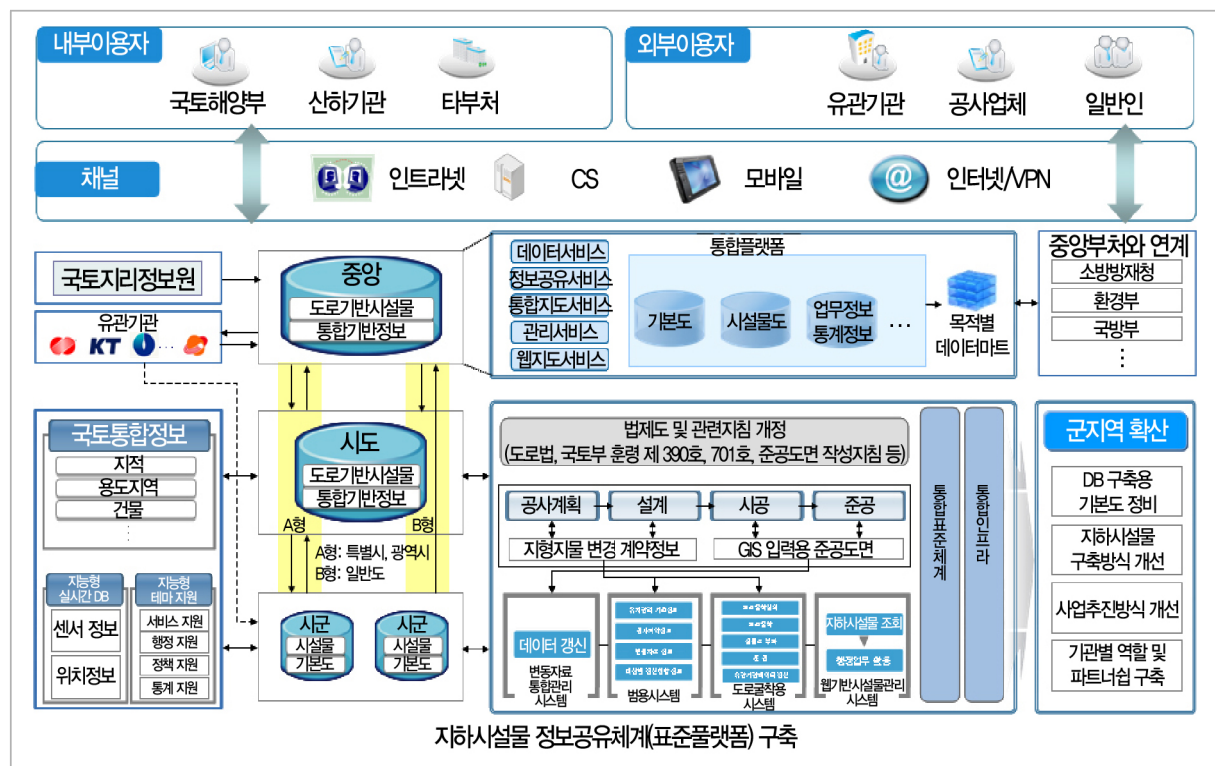 내부이용자
국토해양부
산하기관
타부처
외부이용자
유관기관
공사업체
일반인
채널
인트라넷
CS
모바일
@
인터넷/VPN
국토지리정보원
유관기관
KT
...
중앙
도로기반시설물
통합기반정보
데이터서비스
정보공유서비스
통합지도서비스
관리서비스
웹지도서비스
통합플랫폼
기본도
시설물도
업무정보
통계정보
...
목적별
데이터마트
중앙부처와 연계
소방방재청
환경부
국방부
⋮
국토통합정보
지적
용도지역
건물
⋮
지능형
실시간 DB
센서 정보
위치정보
지능형
테마 지원
서비스 지원
행정 지원
정책 지원
통계 지원
시도
도로기반시설물
통합기반정보
A형
B형
A형: 특별시, 광역시
B형: 일반도
시군
시설물
기본도
시군
시설물
기본도
법제도 및 관련지침 개정
(도로법, 국토부 훈령 제 390호, 701호, 준공도면 작성지침 등)
공사계획
설계
시공
준공
지형지물 변경 계약정보
GIS 입력용 준공도면
데이터 갱신
변동자료
통합관리
시스템
범용시스템
도로굴착용
시스템
지하시설물 조회
행정업무 활용
웹기반시설물관리
시스템
통합표준체계
통합인프라
군지역 확산
DB 구축용
기본도 정비
지하시설물
구축방식 개선
사업추진방식 개선
기관별 역할 및
파트너쉽 구축
지하시설물 정보공유체계(표준풀랫폼) 구축